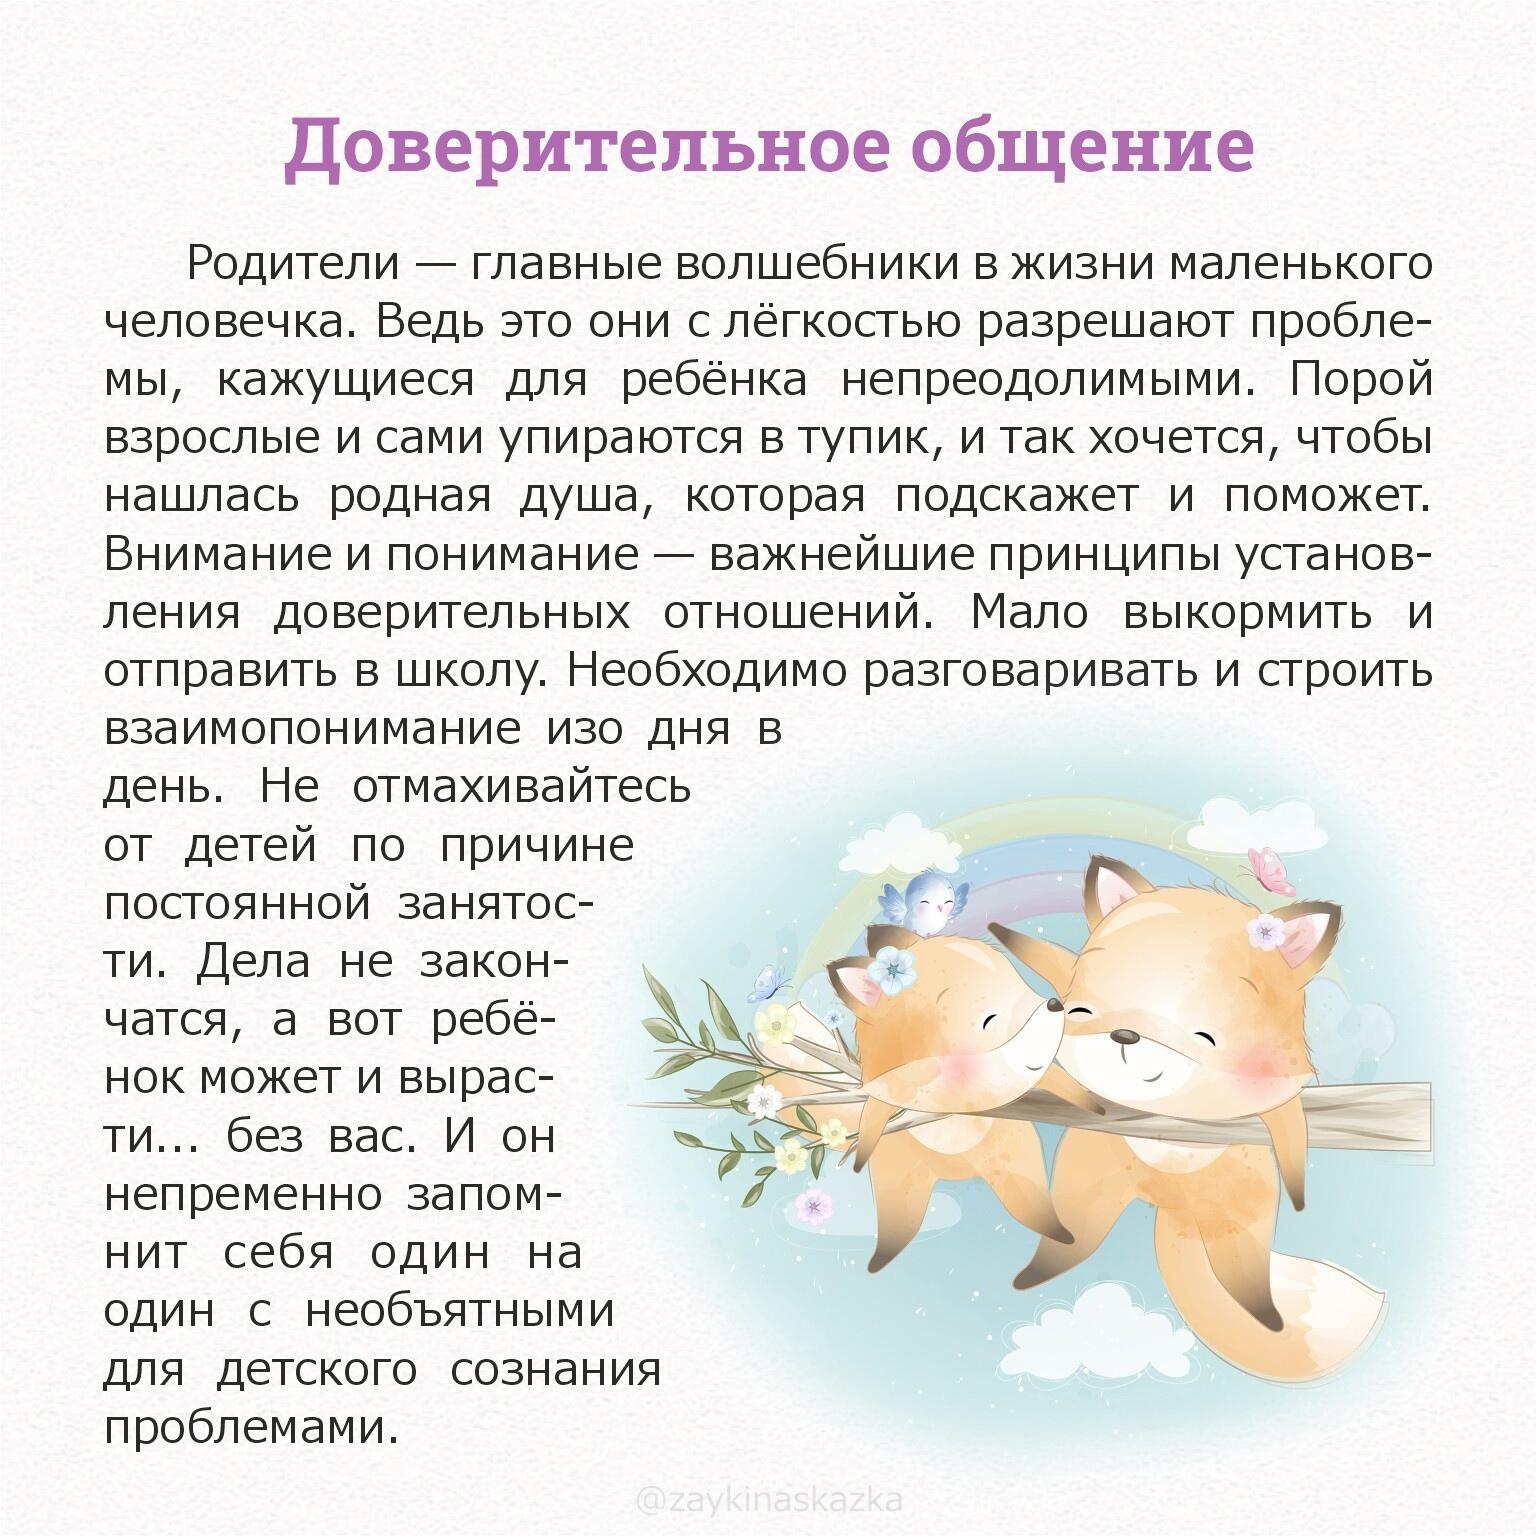 Доверительное общение
Родители — главные волшебники в жизни маленького
человечка. Ведь это они с лёгкостью разрешают пробле-
мы, кажущиеся для ребёнка непреодолимыми. Порой
взрослые и сами упираются в тупик, и так хочется, чтобы
нашлась родная душа, которая подскажет и поможет.
Внимание и понимание — важнейшие принципы установ-
ления доверительных отношений. Мало выкормить и
отправить в школу. Необходимо разговаривать и строить
взаимопонимание изо дня в
день. Не отмахивайтесь
от детей по причине
постоянной занятос-
ти. Дела не закон-
чатся, а вот ребё-
нок может и вырас-
ти... без вас. И он
непременно запом-
нит себя один на
один с необъятными
для детского сознания
проблемами.
@zaykinaskazka